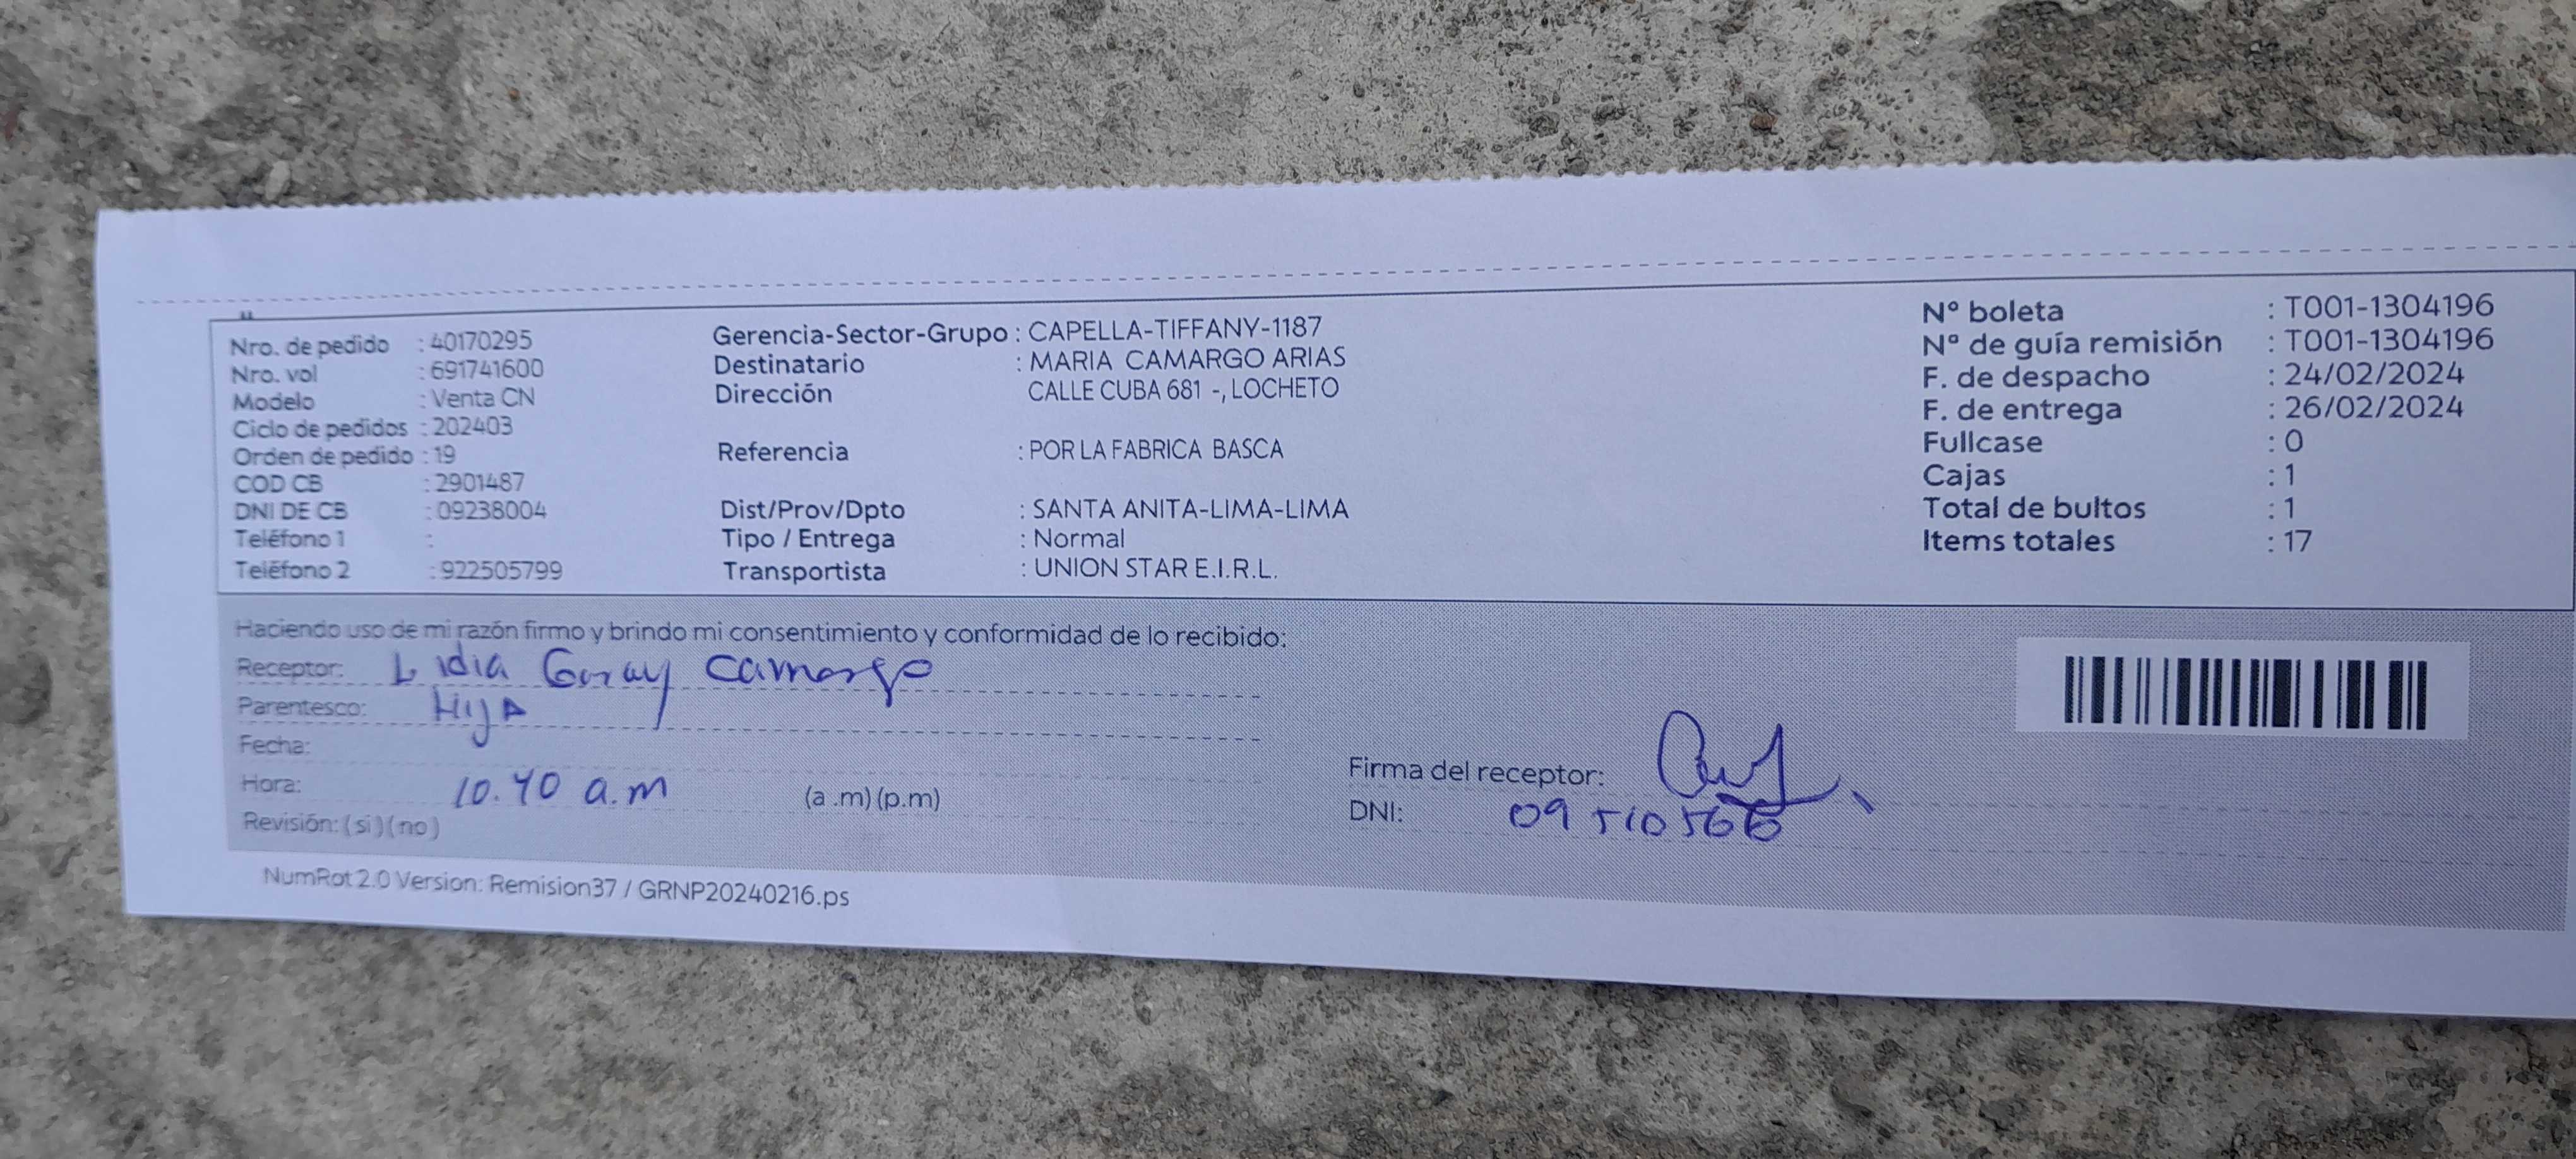 Nro. de pedido : 40170295
Nro. vol : 691741600
Modelo : Venta CN
Ciclo de pedidos : 202403
Orden de pedido : 19
COD CB : 2901487
DNI DE CB : 09238004
Teléfono 1 :
Teléfono 2 : 922505799
Gerencia-Sector-Grupo : CAPELLA-TIFFANY-1187
Destinatario : MARIA CAMARGO ARIAS
Dirección CALLE CUBA 681 -, LOCHETO
Referencia : POR LA FABRICA BASCA
Dist/Prov/Dpto : SANTA ANITA-LIMA-LIMA
Tipo / Entrega : Normal
Transportista : UNION STAR E.I.R.L.
Nº boleta : T001-1304196
Nº de guía remisión : T001-1304196
F. de despacho : 24/02/2024
F. de entrega : 26/02/2024
Fullcase : 0
Cajas : 1
Total de bultos : 1
Items totales : 17
Haciendo uso de mi razón firmo y brindo mi consentimiento y conformidad de lo recibido:
Receptor: Lidia Garay Camargo
Parentesco: Hija
Fecha:
Hora: 10.40 a.m (a .m) (p.m)
Revisión: (si) (no)
Firma del receptor:
DNI: 09510566
NumRot 2.0 Version: Remision37 / GRNP20240216.ps